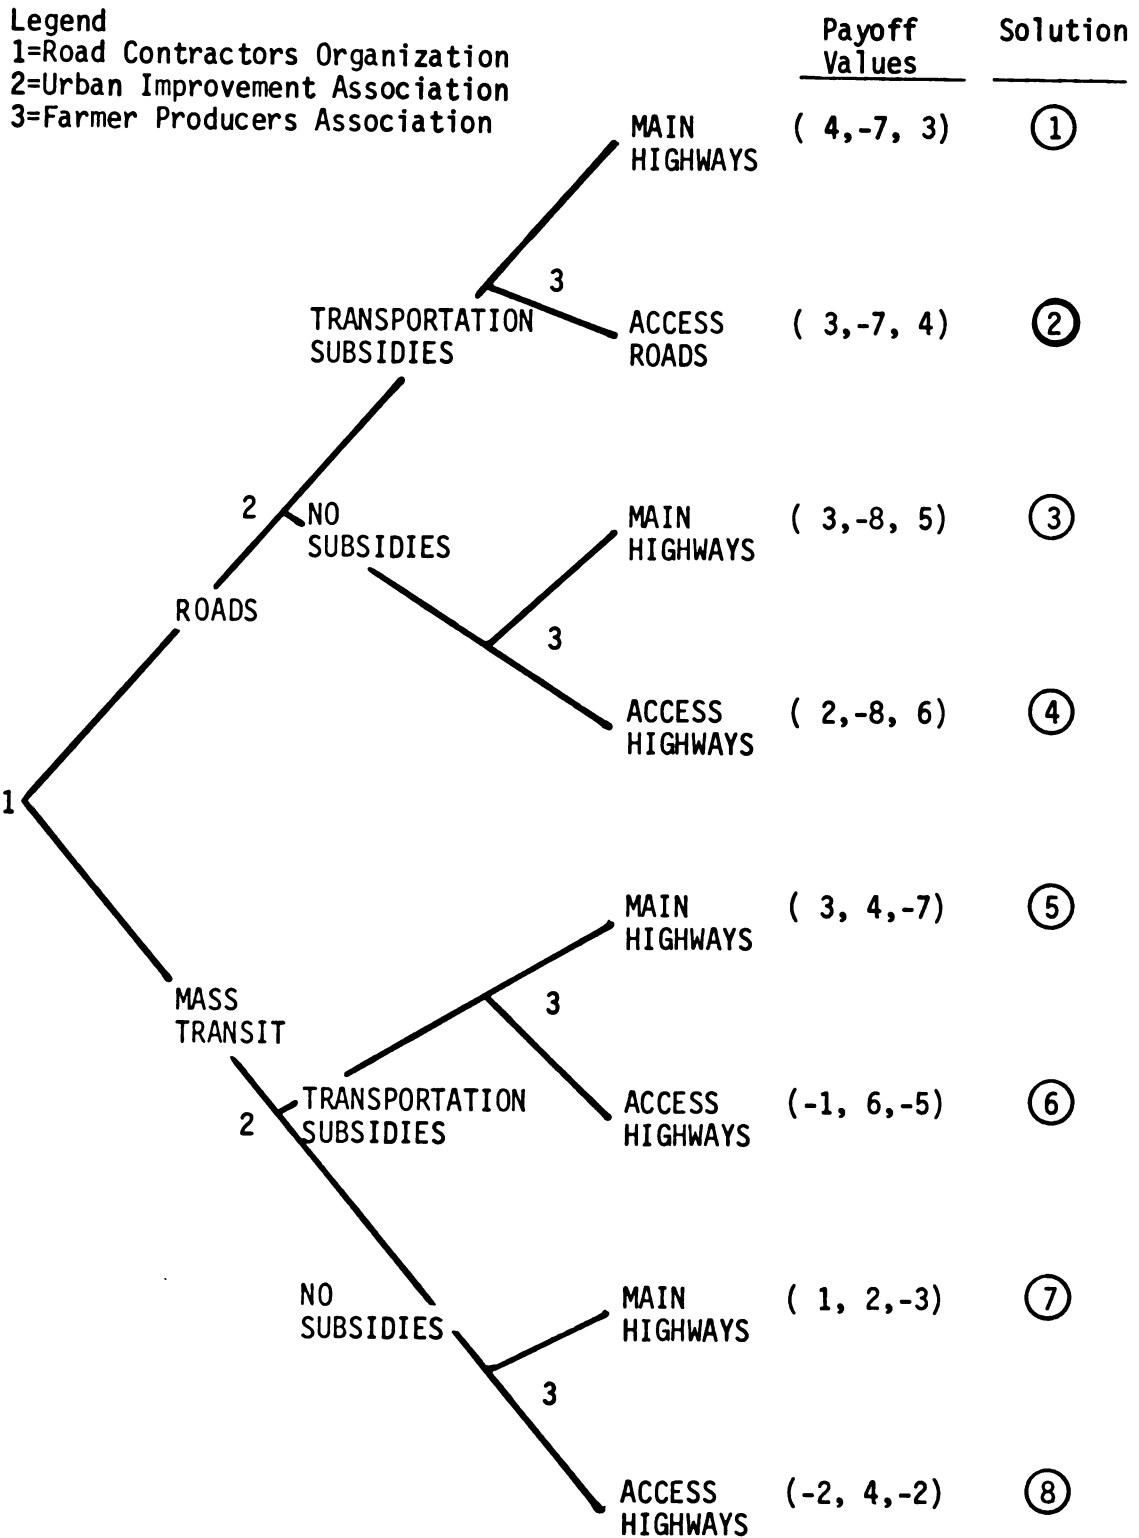 Legend
1=Road Contractors Organization
2=Urban Improvement Association
3=Farmer Producers Association
Payoff Values
Solution
MAIN HIGHWAYS
( 4,-7, 3)
1
3
TRANSPORTATION SUBSIDIES
ACCESS ROADS
( 3,-7, 4)
2
2
NO SUBSIDIES
MAIN HIGHWAYS
( 3,-8, 5)
3
ROADS
3
ACCESS HIGHWAYS
( 2,-8, 6)
4
1
MAIN HIGHWAYS
( 3, 4,-7)
5
MASS TRANSIT
3
2
TRANSPORTATION SUBSIDIES
ACCESS HIGHWAYS
(-1, 6,-5)
6
NO SUBSIDIES
MAIN HIGHWAYS
( 1, 2,-3)
7
3
ACCESS HIGHWAYS
(-2, 4,-2)
8